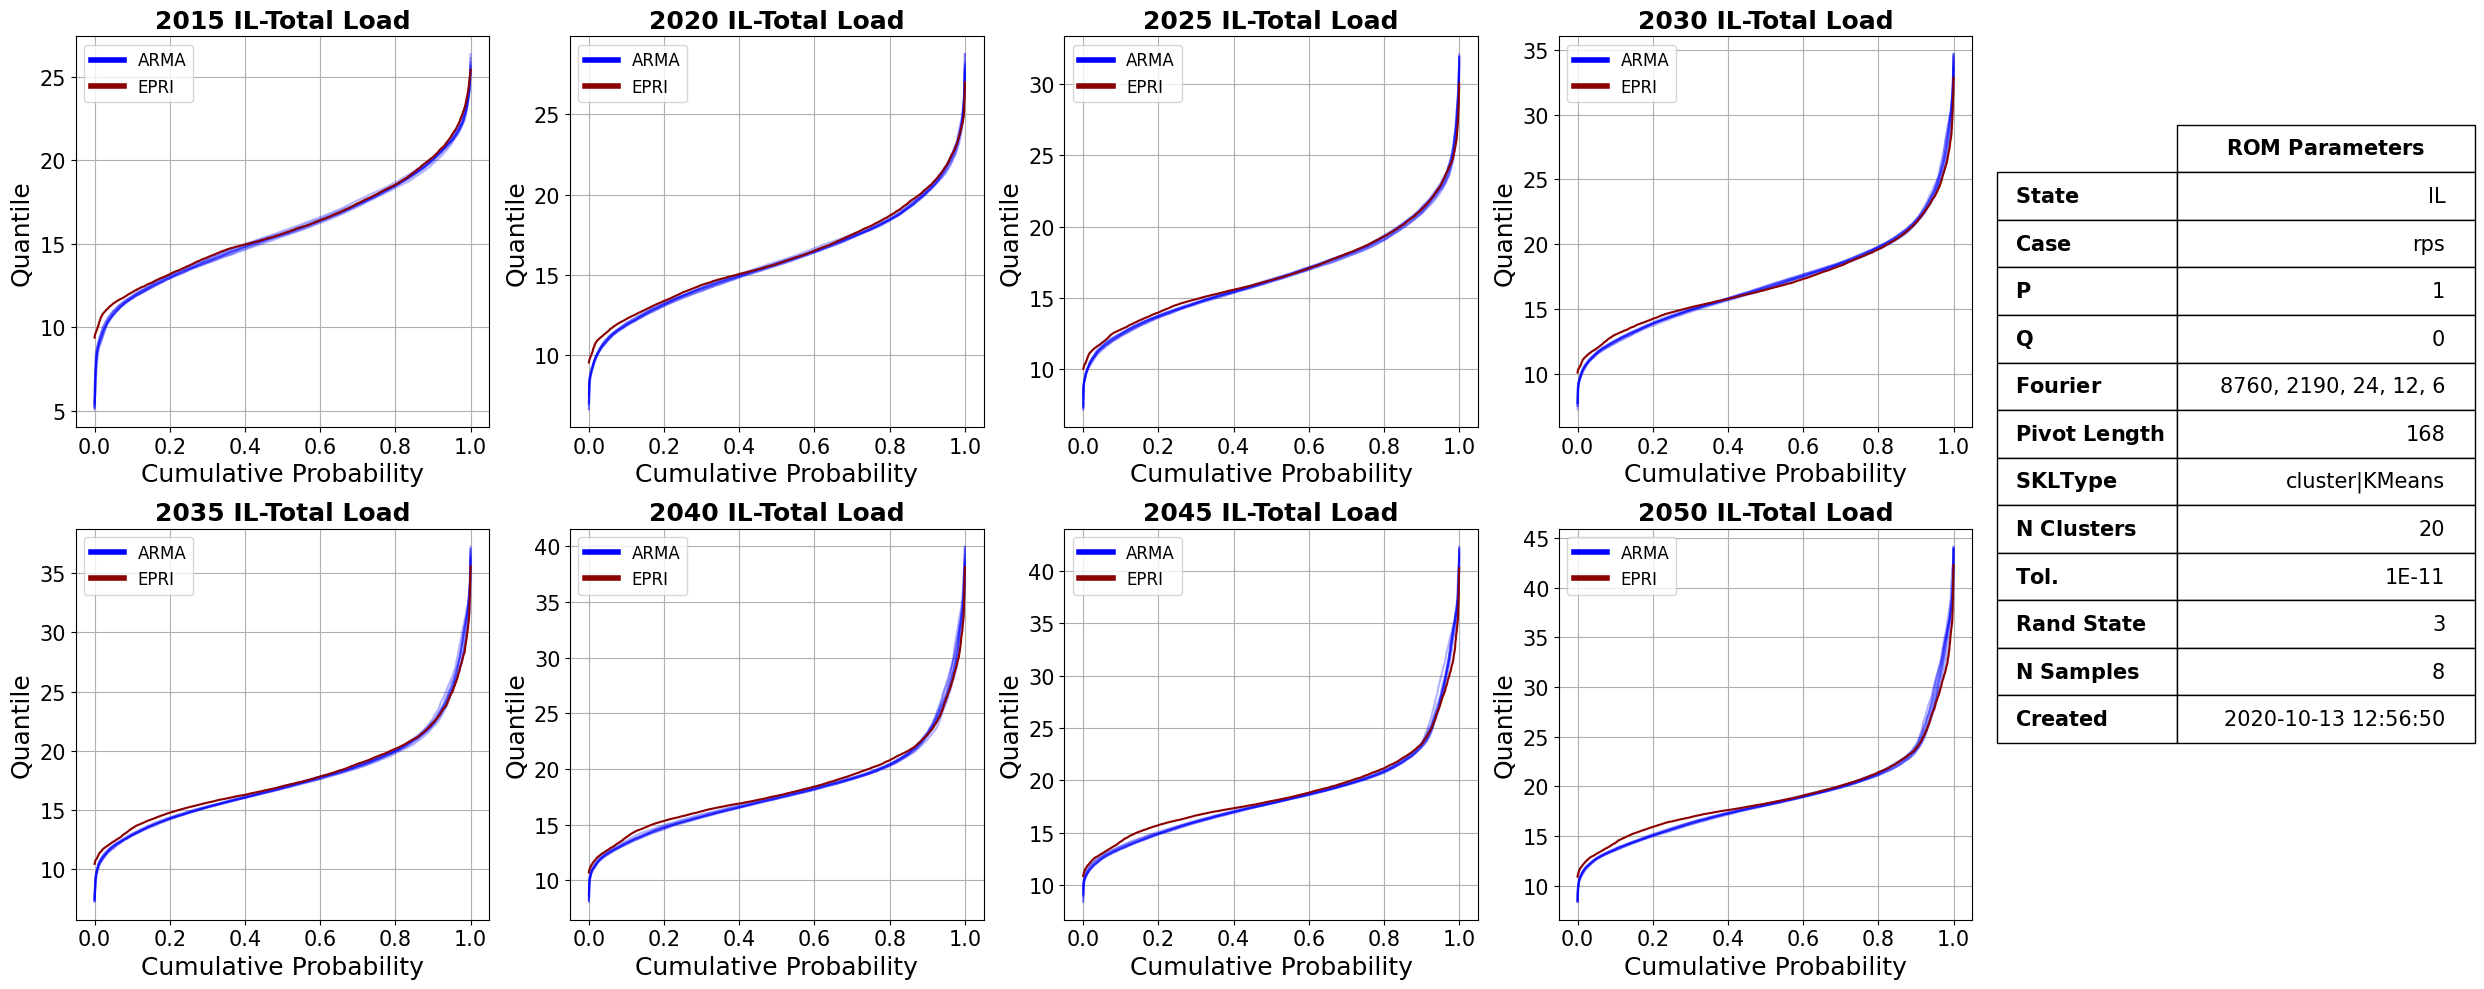 2015 IL-Total Load
ARMA
EPRI
Quantile
25
20
15
10
5
0.0 0.2 0.4 0.6 0.8 1.0
Cumulative Probability
2020 IL-Total Load
ARMA
EPRI
Quantile
25
20
15
10
0.0 0.2 0.4 0.6 0.8 1.0
Cumulative Probability
2025 IL-Total Load
ARMA
EPRI
Quantile
30
25
20
15
10
0.0 0.2 0.4 0.6 0.8 1.0
Cumulative Probability
2030 IL-Total Load
ARMA
EPRI
Quantile
35
30
25
20
15
10
0.0 0.2 0.4 0.6 0.8 1.0
Cumulative Probability
2035 IL-Total Load
ARMA
EPRI
Quantile
35
30
25
20
15
10
0.0 0.2 0.4 0.6 0.8 1.0
Cumulative Probability
2040 IL-Total Load
ARMA
EPRI
Quantile
40
35
30
25
20
15
10
0.0 0.2 0.4 0.6 0.8 1.0
Cumulative Probability
2045 IL-Total Load
ARMA
EPRI
Quantile
40
35
30
25
20
15
10
0.0 0.2 0.4 0.6 0.8 1.0
Cumulative Probability
2050 IL-Total Load
ARMA
EPRI
Quantile
45
40
35
30
25
20
15
10
0.0 0.2 0.4 0.6 0.8 1.0
Cumulative Probability
ROM Parameters
State IL
Case rps
P 1
Q 0
Fourier 8760, 2190, 24, 12, 6
Pivot Length 168
SKLType cluster|KMeans
N Clusters 20
Tol. 1E-11
Rand State 3
N Samples 8
Created 2020-10-13 12:56:50